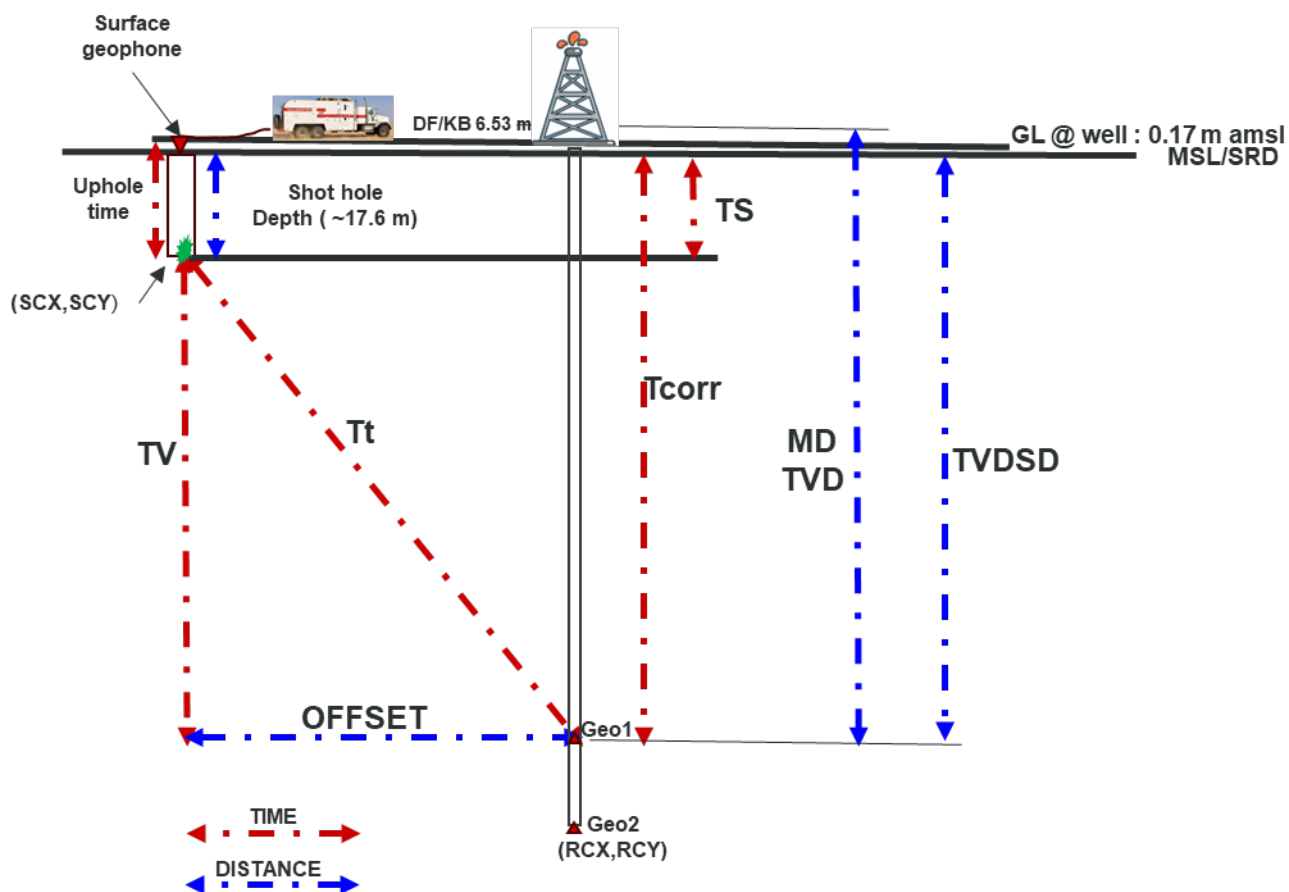 Surface
geophone
DF/KB 6.53 m
GL @ well : 0.17 m amsl
MSL/SRD
Uphole
time
Shot hole
Depth ( ~17.6 m)
TS
(SCX,SCY)
Tcorr
TV
Tt
MD
TVD
TVDSD
OFFSET
Geo1
TIME
Geo2
(RCX,RCY)
DISTANCE